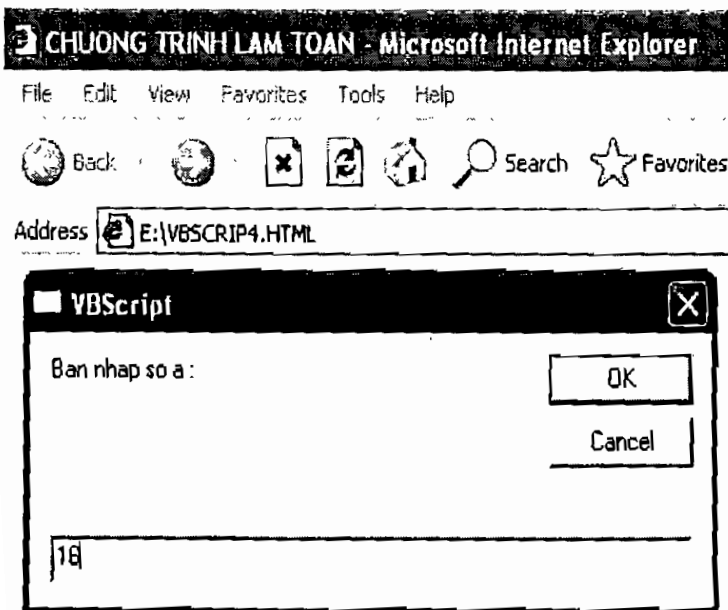 CHUONG TRINH LAM TOAN - Microsoft Internet Explorer
File Edit View Favorites Tools Help
Back Search Favorites
Address E:\VBSCRIP4.HTML
VBScript
Ban nhap so a :
OK
Cancel
16